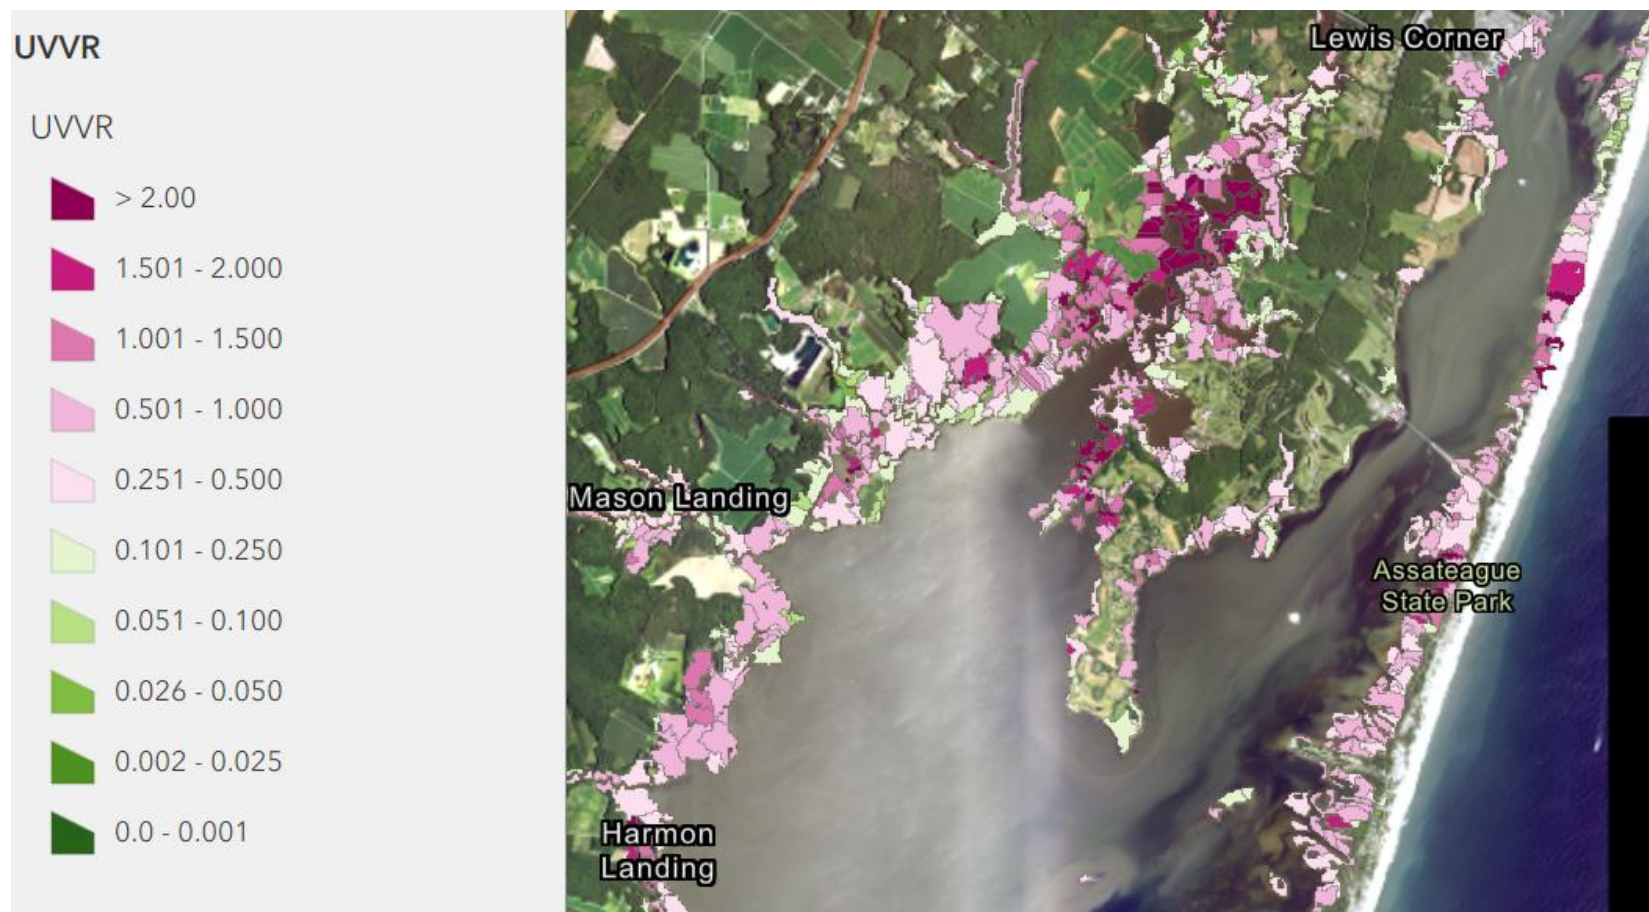 UVVR
UVVR
> 2.00
1.501 - 2.000
1.001 - 1.500
0.501 - 1.000
0.251 - 0.500
0.101 - 0.250
0.051 - 0.100
0.026 - 0.050
0.002 - 0.025
0.0 - 0.001
Lewis Corner
Mason Landing
Assateague
State Park
Harmon
Landing